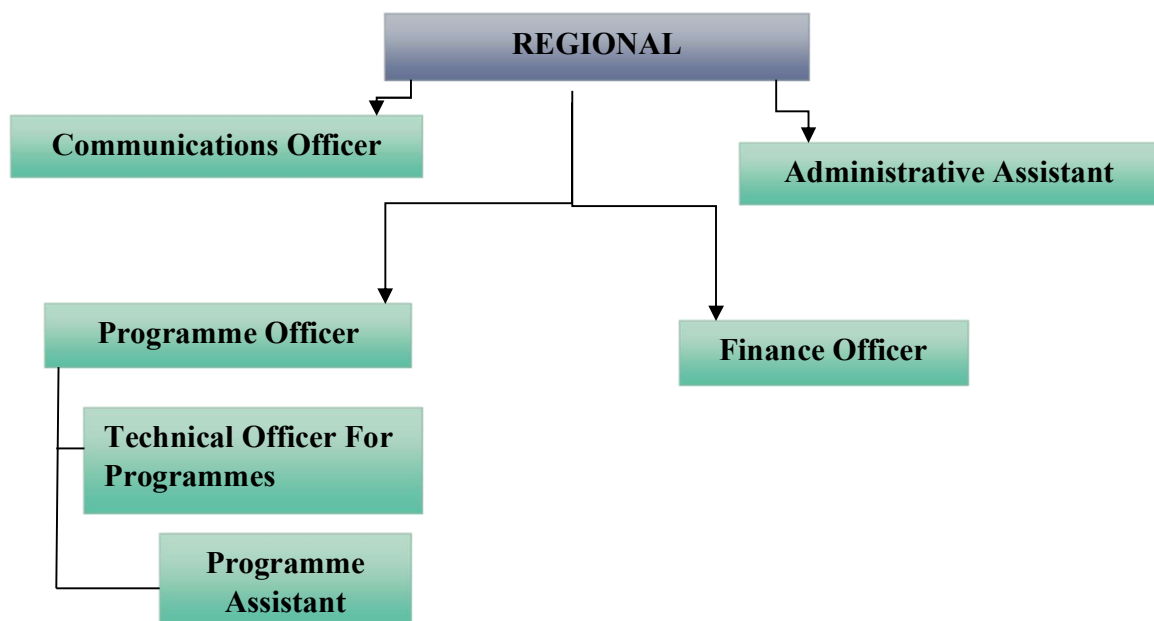 REGIONAL
Communications Officer
Administrative Assistant
Programme Officer
Finance Officer
Technical Officer For
Programmes
Programme
Assistant